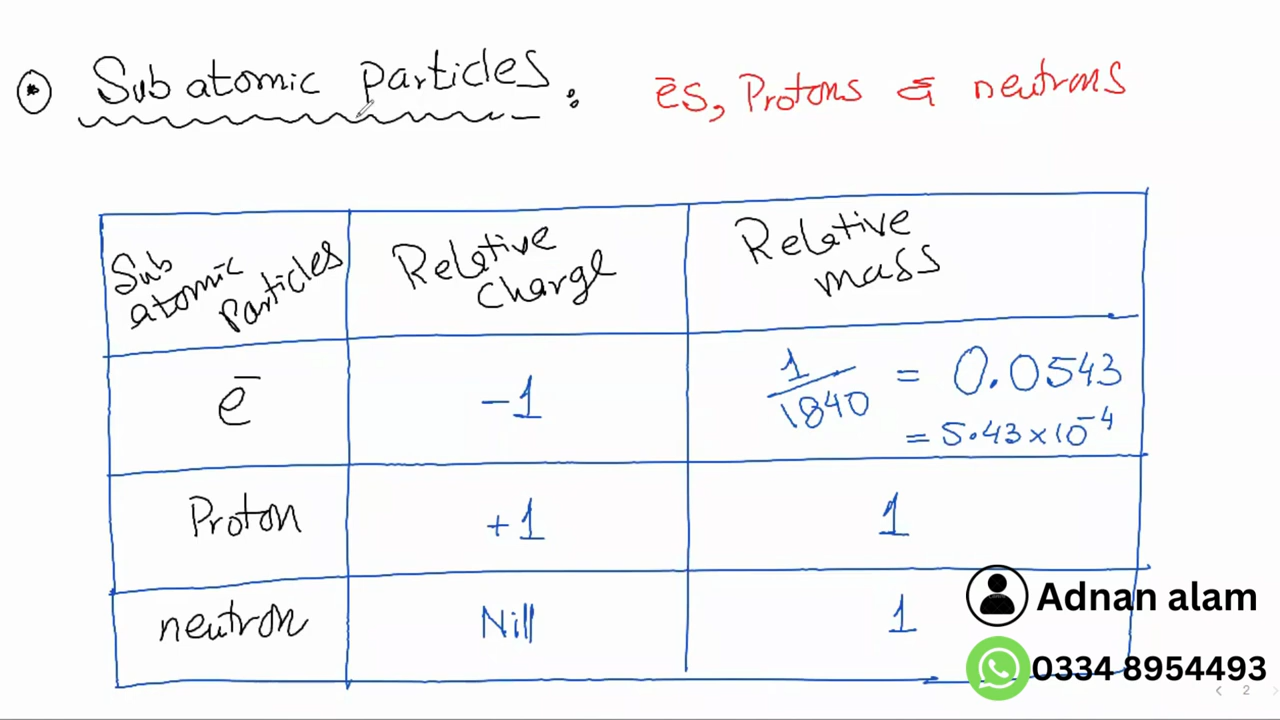 Sub atomic particles : ēs, Protons & neutrons
Sub atomic Particles
Relative charge
Relative mass
e⁻
-1
1/1840 = 0.0543
= 5.43×10⁻⁴
Proton
+1
1
neutron
Nill
1
Adnan alam
0334 8954493
2